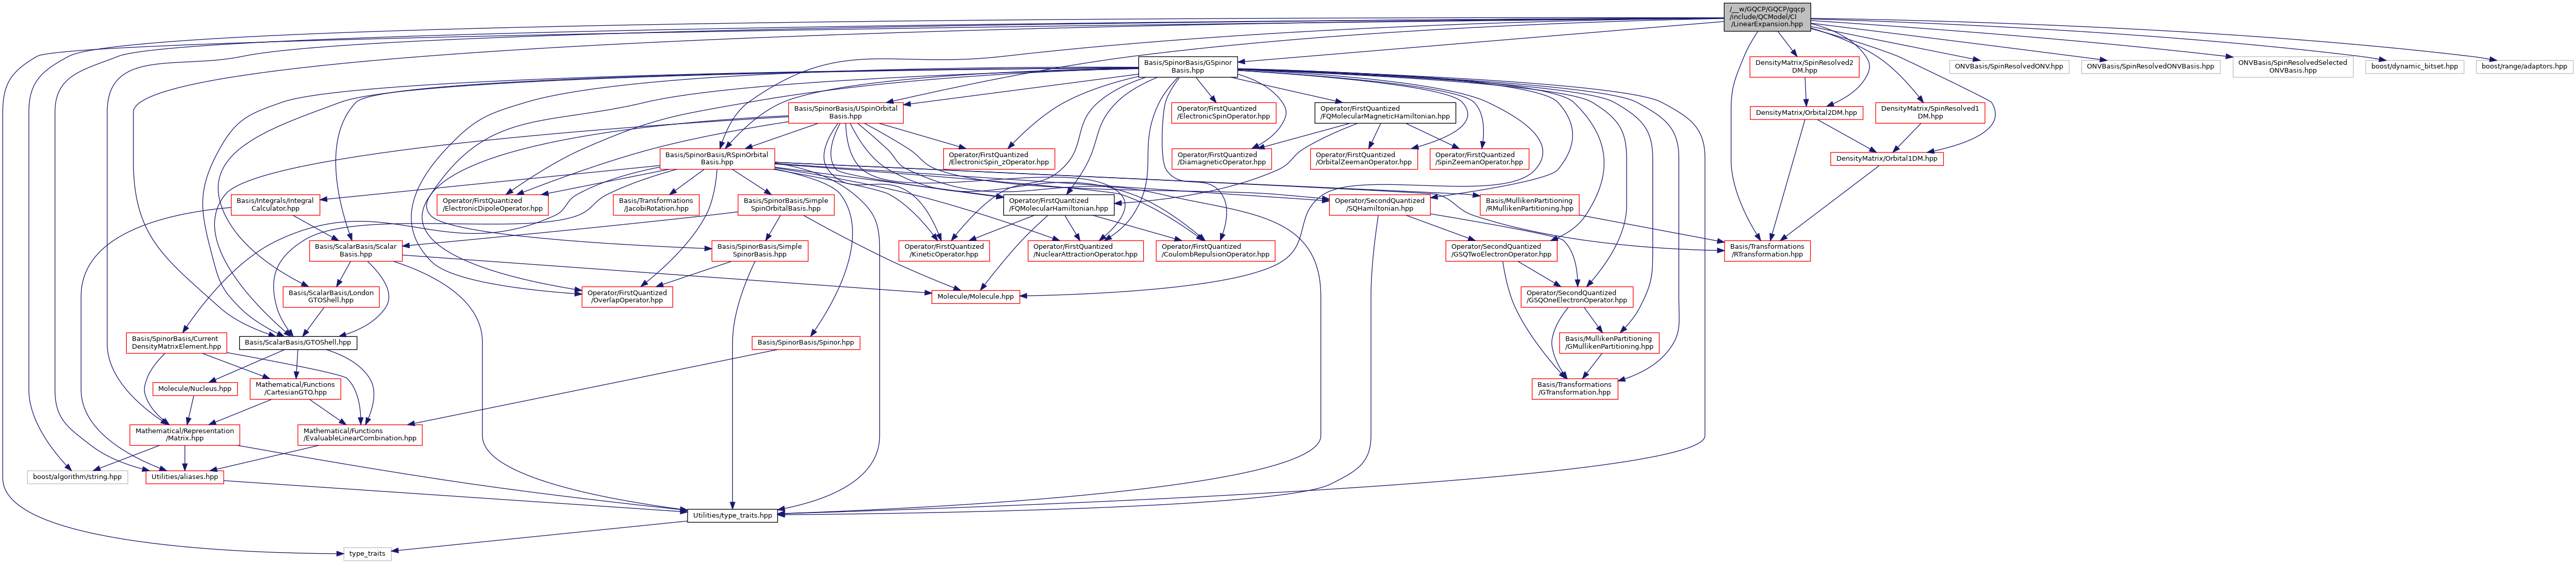 /__w/GQCP/GQCP/gqcp
/include/QCModel/CI
/LinearExpansion.hpp
Basis/SpinorBasis/GSpinor
Basis.hpp
DensityMatrix/SpinResolved2
DM.hpp
ONVBasis/SpinResolvedONV.hpp
ONVBasis/SpinResolvedONVBasis.hpp
ONVBasis/SpinResolvedSelected
ONVBasis.hpp
boost/dynamic_bitset.hpp
boost/range/adaptors.hpp
Basis/SpinorBasis/USpinOrbital
Basis.hpp
Operator/FirstQuantized
/ElectronicSpinOperator.hpp
Operator/FirstQuantized
/FQMolecularMagneticHamiltonian.hpp
DensityMatrix/Orbital2DM.hpp
DensityMatrix/SpinResolved1
DM.hpp
Basis/SpinorBasis/RSpinOrbital
Basis.hpp
Operator/FirstQuantized
/ElectronicSpin_zOperator.hpp
Operator/FirstQuantized
/DiamagneticOperator.hpp
Operator/FirstQuantized
/OrbitalZeemanOperator.hpp
Operator/FirstQuantized
/SpinZeemanOperator.hpp
DensityMatrix/Orbital1DM.hpp
Basis/Integrals/Integral
Calculator.hpp
Operator/FirstQuantized
/ElectronicDipoleOperator.hpp
Basis/Transformations
/JacobiRotation.hpp
Basis/SpinorBasis/Simple
SpinOrbitalBasis.hpp
Operator/FirstQuantized
/FQMolecularHamiltonian.hpp
Operator/SecondQuantized
/SQHamiltonian.hpp
Basis/MullikenPartitioning
/RMullikenPartitioning.hpp
Basis/ScalarBasis/Scalar
Basis.hpp
Basis/SpinorBasis/Simple
SpinorBasis.hpp
Operator/FirstQuantized
/KineticOperator.hpp
Operator/FirstQuantized
/NuclearAttractionOperator.hpp
Operator/FirstQuantized
/CoulombRepulsionOperator.hpp
Operator/SecondQuantized
/GSQTwoElectronOperator.hpp
Basis/Transformations
/RTransformation.hpp
Basis/ScalarBasis/London
GTOShell.hpp
Operator/FirstQuantized
/OverlapOperator.hpp
Molecule/Molecule.hpp
Operator/SecondQuantized
/GSQOneElectronOperator.hpp
Basis/SpinorBasis/Current
DensityMatrixElement.hpp
Basis/ScalarBasis/GTOShell.hpp
Basis/SpinorBasis/Spinor.hpp
Basis/MullikenPartitioning
/GMullikenPartitioning.hpp
Molecule/Nucleus.hpp
Mathematical/Functions
/CartesianGTO.hpp
Basis/Transformations
/GTransformation.hpp
Mathematical/Representation
/Matrix.hpp
Mathematical/Functions
/EvaluableLinearCombination.hpp
boost/algorithm/string.hpp
Utilities/aliases.hpp
Utilities/type_traits.hpp
type_traits